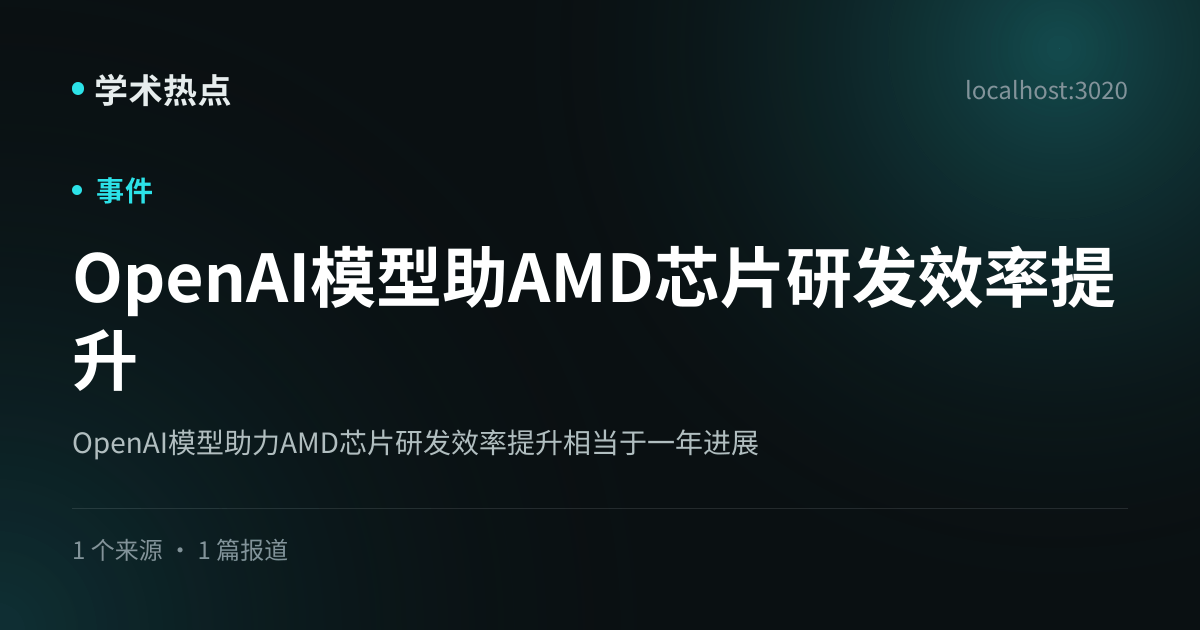 学术热点
localhost:3020
事件
OpenAI模型助AMD芯片研发效率提
升
OpenAI模型助力AMD芯片研发效率提升相当于一年进展
1 个来源 · 1 篇报道